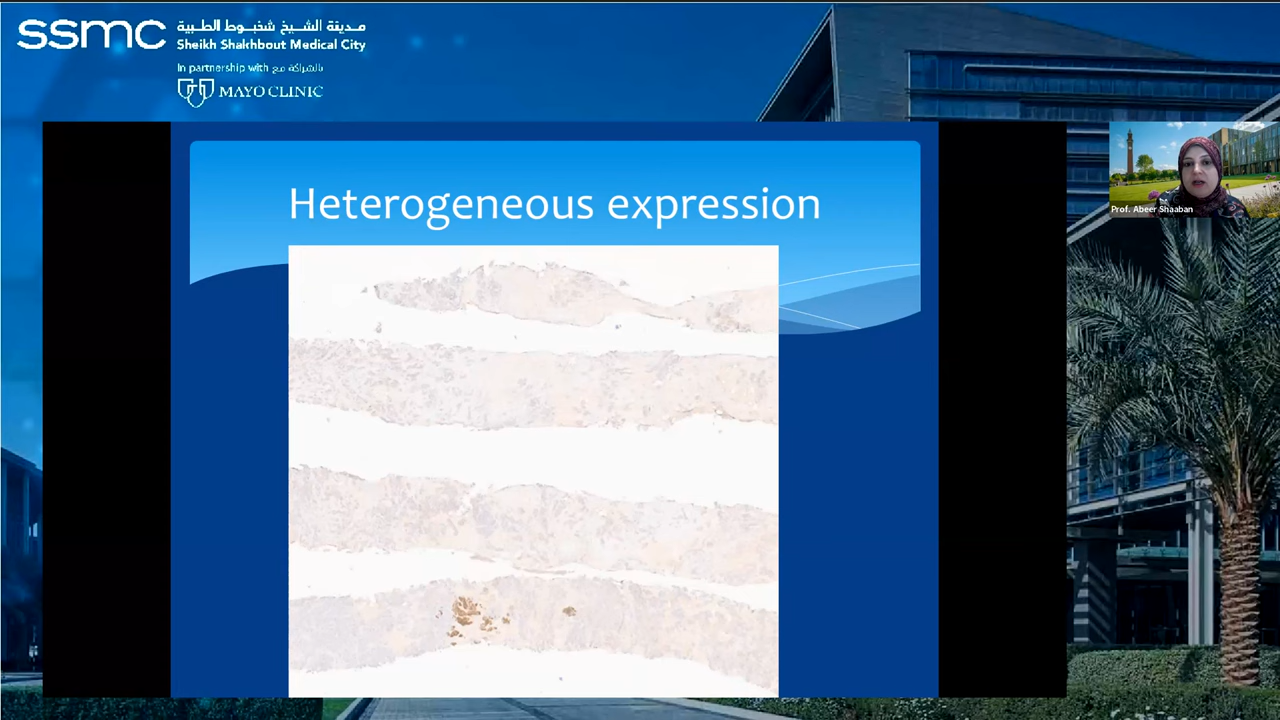 ssmc
مدينة الشيخ شخبوط الطبية
Sheikh Shakhbout Medical City
In partnership with بالشراكة مع
MAYO CLINIC
Heterogeneous expression
Prof. Abeer Shaaban